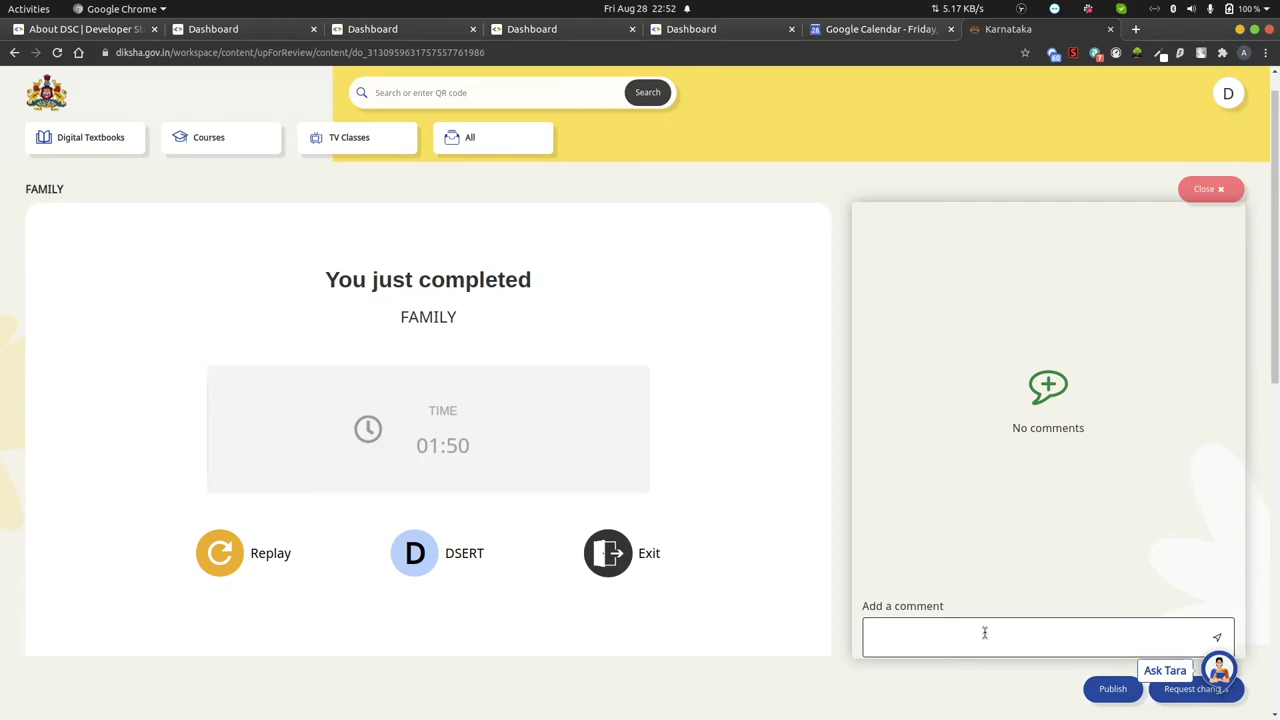 Activities Google Chrome Fri Aug 28 22:52 5.17 KB/s 100 %
About DSC | Developer St Dashboard Dashboard Dashboard Dashboard Google Calendar - Friday, Karnataka
diksha.gov.in/workspace/content/upForReview/content/do_3130959631757557761986
Search or enter QR code Search D
Digital Textbooks Courses TV Classes All
FAMILY Close
You just completed
FAMILY
TIME
01:50
Replay D DSERT Exit
No comments
Add a comment
Ask Tara
Publish Request changes